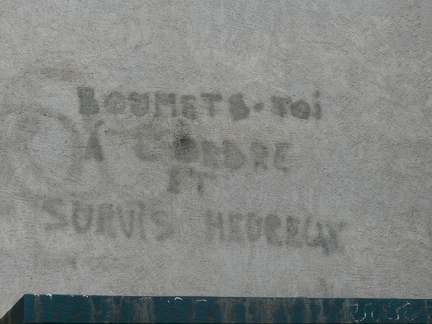 SOUMETS-TOi
À L'ORDRE
ET
SURVIS HEUREUX